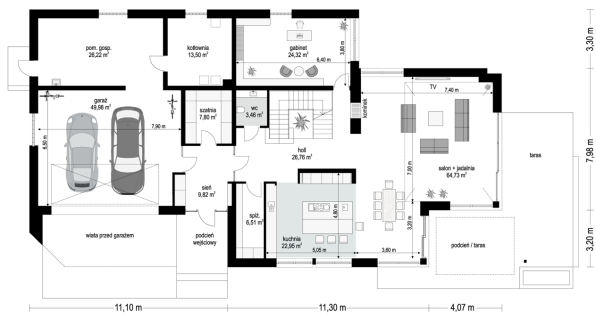 pom. gosp.
26,22 m²
kotłownia
13,50 m²
gabinet
24,32 m²
3,80 m
6,40 m
3,30 m
garaż
49,98 m²
7,90 m
6,50 m
szatnia
7,80 m²
wc
3,46 m²
holl
26,76 m²
kominek
TV
7,40 m
salon + jadalnia
64,73 m²
7,00 m
taras
7,98 m
sień
9,82 m²
spiż.
6,51 m²
kuchnia
22,95 m²
4,80 m
5,05 m
3,60 m
3,20 m
wiata przed garażem
podcień
wejściowy
podcień / taras
3,20 m
11,10 m
11,30 m
4,07 m